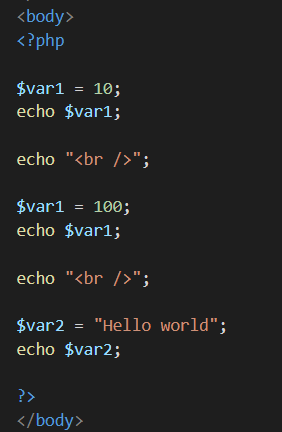 <body>
<?php
$var1 = 10;
echo $var1;
echo "<br />";
$var1 = 100;
echo $var1;
echo "<br />";
$var2 = "Hello world";
echo $var2;
?>
</body>